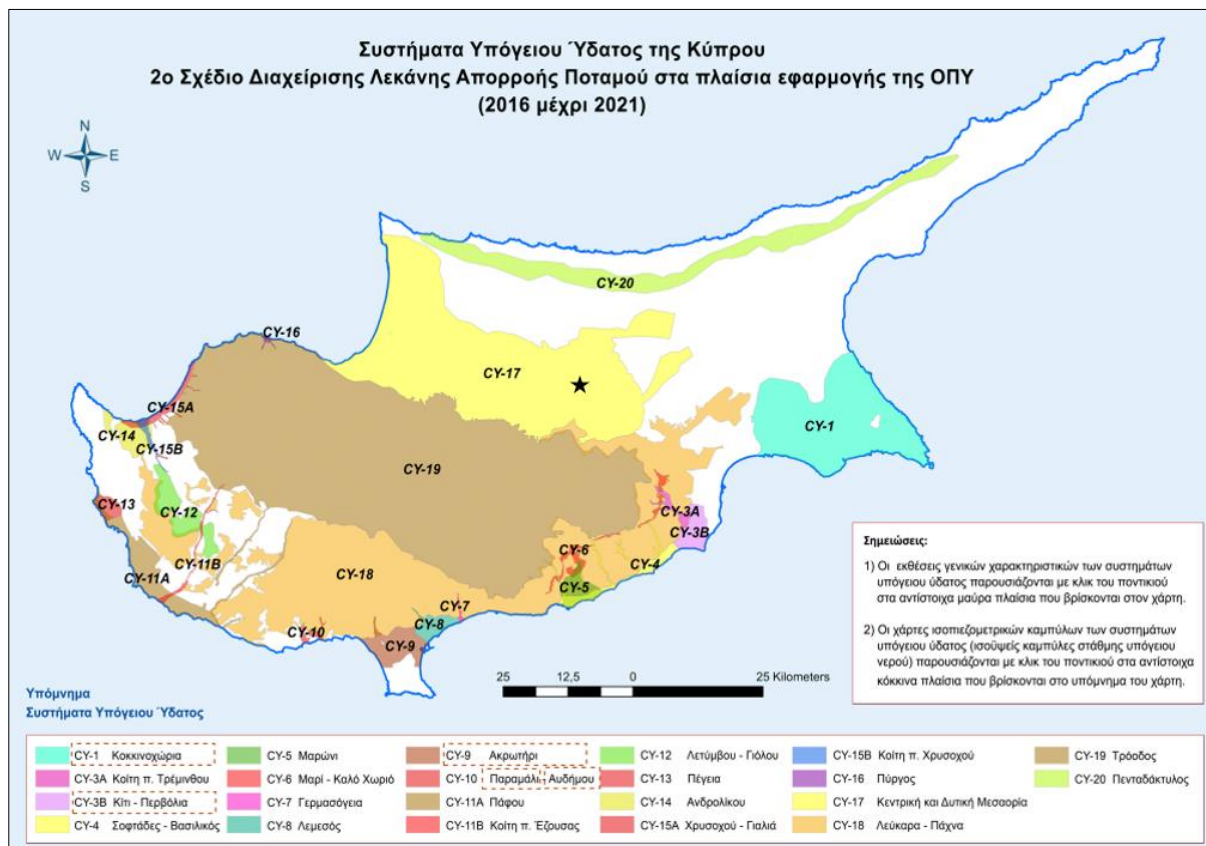 Συστήματα Υπόγειου Ύδατος της Κύπρου
2ο Σχέδιο Διαχείρισης Λεκάνης Απορροής Ποταμού στα πλαίσια εφαρμογής της ΟΠΥ
(2016 μέχρι 2021)
N
W E
S
CY-20
CY-16
CY-17
CY-15A
CY-14
CY-15B
CY-1
CY-19
CY-13
CY-12
CY-3A
CY-3B
CY-6
CY-11B
CY-4
CY-11A
CY-18
CY-5
CY-7
CY-8
CY-10
CY-9
Σημειώσεις:
1) Οι εκθέσεις γενικών χαρακτηριστικών των συστημάτων
υπόγειου ύδατος παρουσιάζονται με κλικ του ποντικιού
στα αντίστοιχα μαύρα πλαίσια που βρίσκονται στον χάρτη.
2) Οι χάρτες ισοπιεζομετρικών καμπύλων των συστημάτων
υπόγειου ύδατος (ισοϋψείς καμπύλες στάθμης υπόγειου
νερού) παρουσιάζονται με κλικ του ποντικιού στα αντίστοιχα
κόκκινα πλαίσια που βρίσκονται στο υπόμνημα του χάρτη.
25 12,5 0 25 Kilometers
Υπόμνημα
Συστήματα Υπόγειου Ύδατος
CY-1 Κοκκινοχώρια
CY-3A Κοίτη π. Τρέμινθου
CY-3B Κίτι - Περβόλια
CY-4 Σοφτάδες - Βασιλικός
CY-5 Μαρώνι
CY-6 Μαρί - Καλό Χωριό
CY-7 Γερμασόγεια
CY-8 Λεμεσός
CY-9 Ακρωτήρι
CY-10 Παραμάλι - Αυδήμου
CY-11A Πάφου
CY-11B Κοίτη π. Έζουσας
CY-12 Λετύμβου - Γιόλου
CY-13 Πέγεια
CY-14 Ανδρολίκου
CY-15A Χρυσοχού - Γιαλιά
CY-15B Κοίτη π. Χρυσοχού
CY-16 Πύργος
CY-17 Κεντρική και Δυτική Μεσαορία
CY-18 Λεύκαρα - Πάχνα
CY-19 Τρόοδος
CY-20 Πενταδάκτυλος